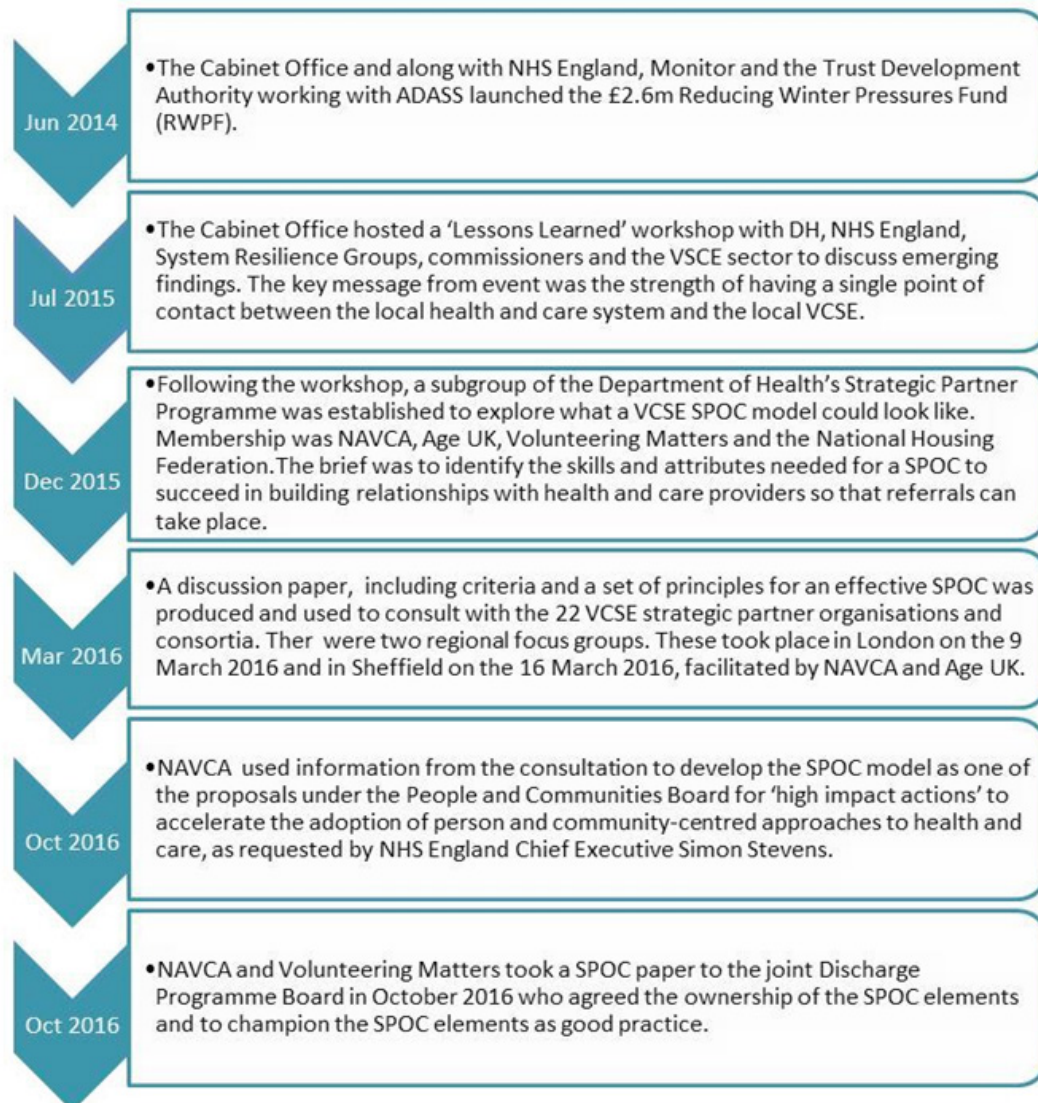 Jun 2014
•The Cabinet Office and along with NHS England, Monitor and the Trust Development
Authority working with ADASS launched the £2.6m Reducing Winter Pressures Fund
(RWPF).
Jul 2015
•The Cabinet Office hosted a ‘Lessons Learned’ workshop with DH, NHS England,
System Resilience Groups, commissioners and the VSCE sector to discuss emerging
findings. The key message from event was the strength of having a single point of
contact between the local health and care system and the local VCSE.
Dec 2015
•Following the workshop, a subgroup of the Department of Health’s Strategic Partner
Programme was established to explore what a VCSE SPOC model could look like.
Membership was NAVCA, Age UK, Volunteering Matters and the National Housing
Federation.The brief was to identify the skills and attributes needed for a SPOC to
succeed in building relationships with health and care providers so that referrals can
take place.
Mar 2016
•A discussion paper, including criteria and a set of principles for an effective SPOC was
produced and used to consult with the 22 VCSE strategic partner organisations and
consortia. Ther were two regional focus groups. These took place in London on the 9
March 2016 and in Sheffield on the 16 March 2016, facilitated by NAVCA and Age UK.
Oct 2016
•NAVCA used information from the consultation to develop the SPOC model as one of
the proposals under the People and Communities Board for ‘high impact actions’ to
accelerate the adoption of person and community-centred approaches to health and
care, as requested by NHS England Chief Executive Simon Stevens.
Oct 2016
•NAVCA and Volunteering Matters took a SPOC paper to the joint Discharge
Programme Board in October 2016 who agreed the ownership of the SPOC elements
and to champion the SPOC elements as good practice.